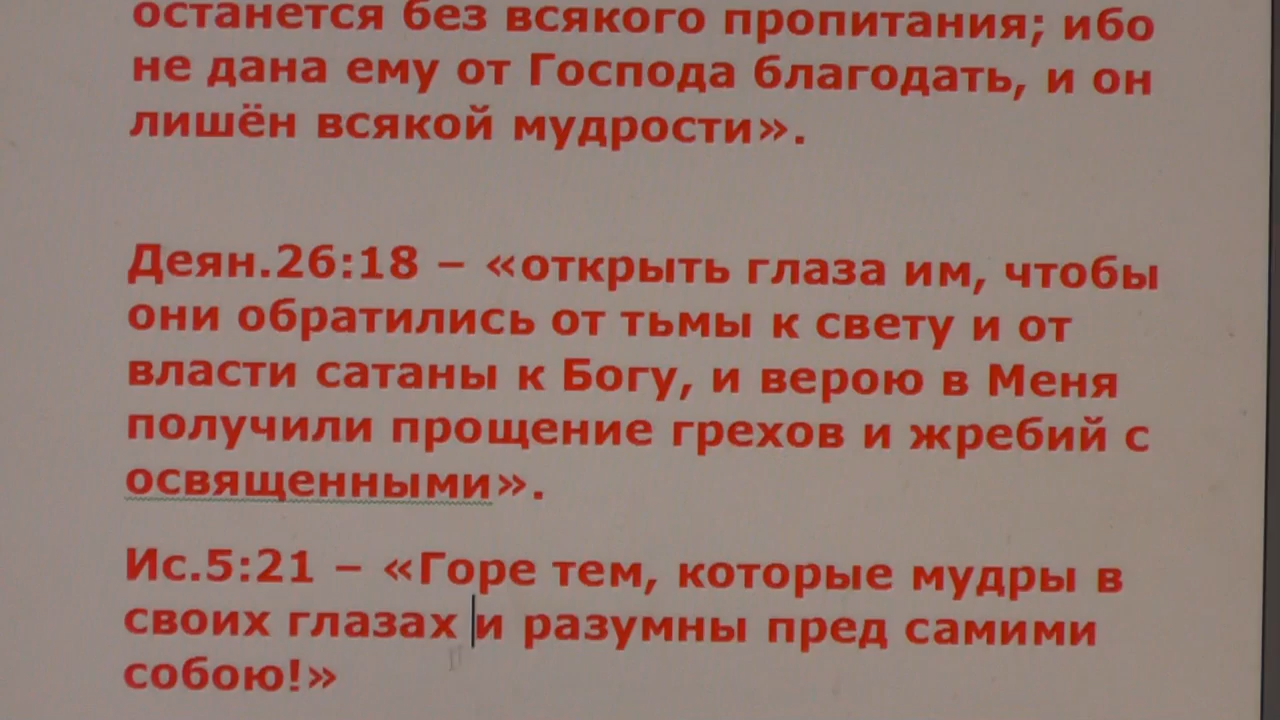 останется без всякого пропитания; ибо
не дана ему от Господа благодать, и он
лишён всякой мудрости».
Деян.26:18 – «открыть глаза им, чтобы
они обратились от тьмы к свету и от
власти сатаны к Богу, и верою в Меня
получили прощение грехов и жребий с
освященными».
Ис.5:21 – «Горе тем, которые мудры в
своих глазах и разумны пред самими
собою!»